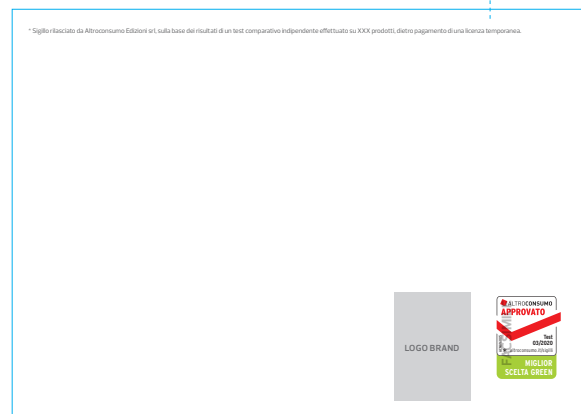 * Sigillo rilasciato da Altroconsumo Edizioni srl, sulla base dei risultati di un test comparativo indipendente effettuato su XXX prodotti, dietro pagamento di una licenza temporanea.
LOGO BRAND
ALTROCONSUMO
APPROVATO
Test
03/2020
altroconsumo.it/sigilli
MIGLIOR
SCELTA GREEN